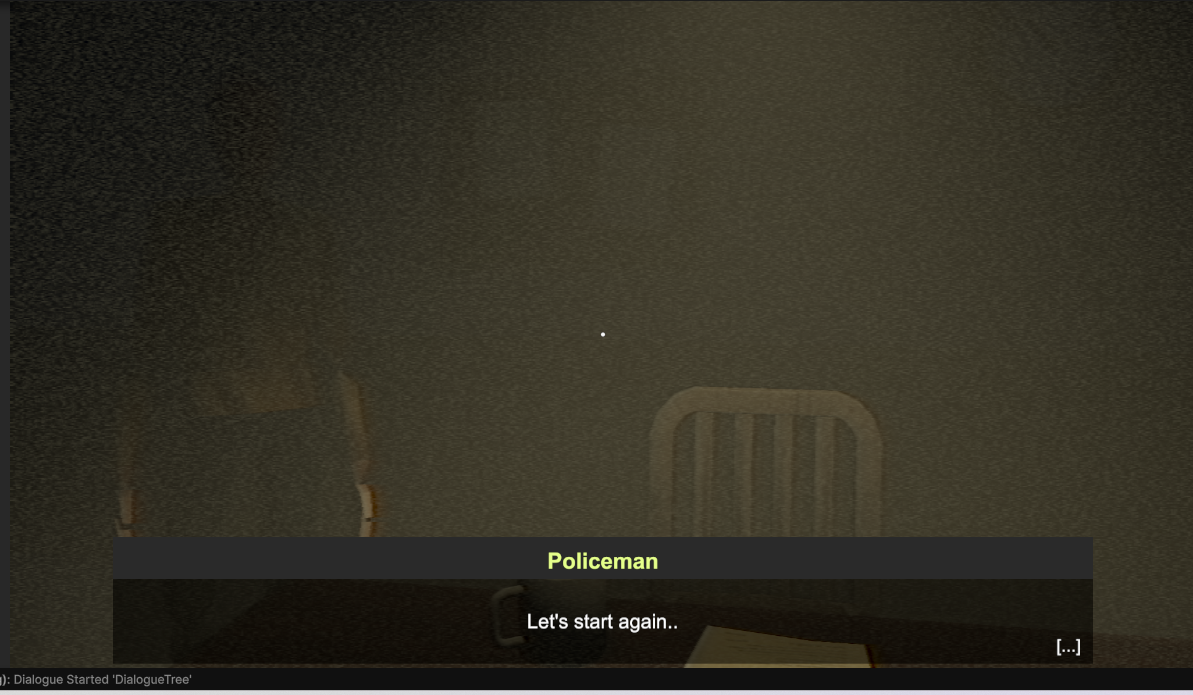 Policeman
Let's start again..
[...]
): Dialogue Started 'DialogueTree'